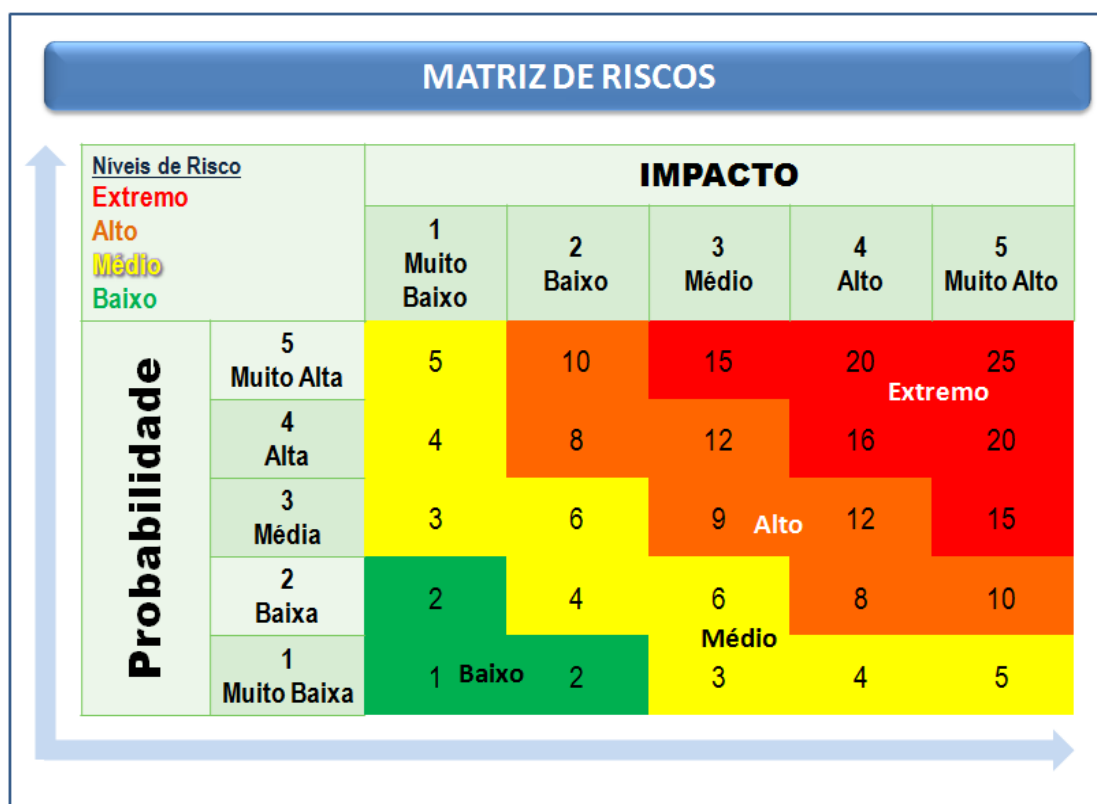 MATRIZ DE RISCOS
Níveis de Risco
Extremo
Alto
Médio
Baixo
IMPACTO
1
Muito
Baixo
2
Baixo
3
Médio
4
Alto
5
Muito Alto
Probabilidade
5
Muito Alta
5 10 15 20 25
Extremo
4
Alta
4 8 12 16 20
3
Média
3 6 9 Alto 12 15
2
Baixa
2 4 6 8 10
Médio
1
Muito Baixa
1 Baixo 2 3 4 5